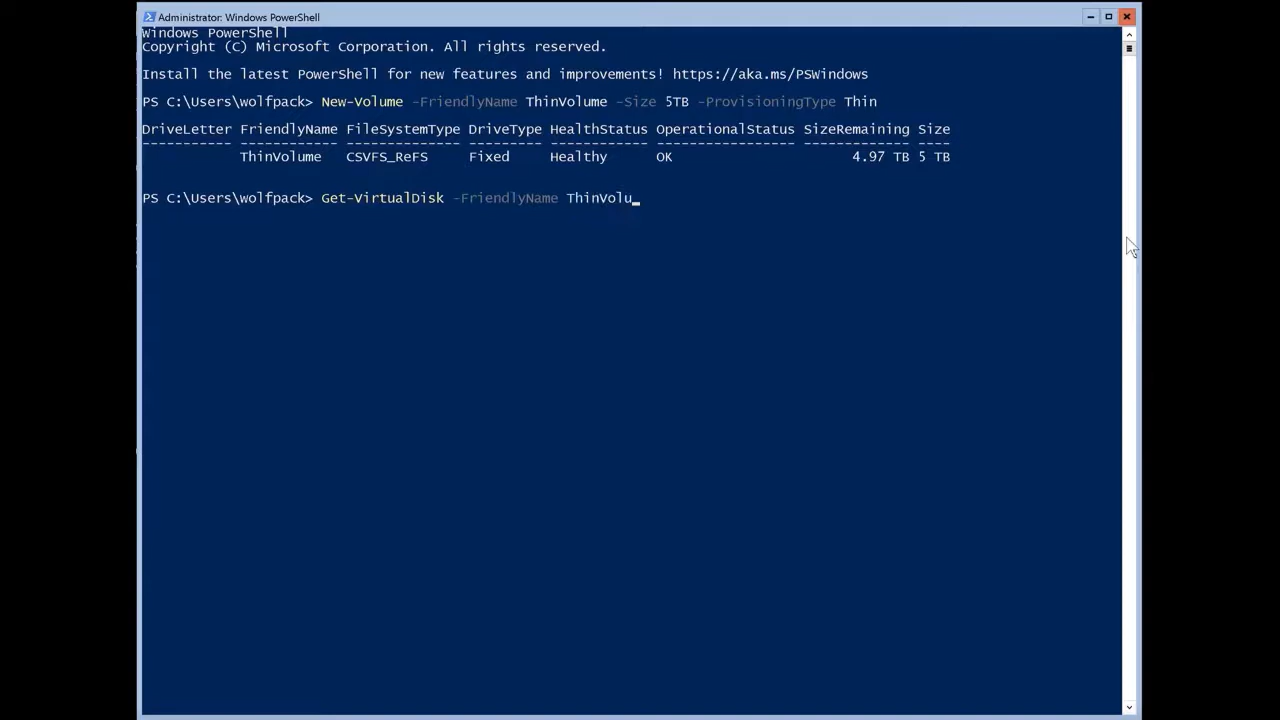 Administrator: Windows PowerShell
Windows PowerShell
Copyright (C) Microsoft Corporation. All rights reserved.
Install the latest PowerShell for new features and improvements! https://aka.ms/PSWindows
PS C:\Users\wolfpack> New-Volume -FriendlyName ThinVolume -Size 5TB -ProvisioningType Thin
DriveLetter FriendlyName FileSystemType DriveType HealthStatus OperationalStatus SizeRemaining Size
----------- ------------ -------------- --------- ------------ ----------------- ------------- ----
ThinVolume CSVFS_ReFS Fixed Healthy OK 4.97 TB 5 TB
PS C:\Users\wolfpack> Get-VirtualDisk -FriendlyName ThinVolu_